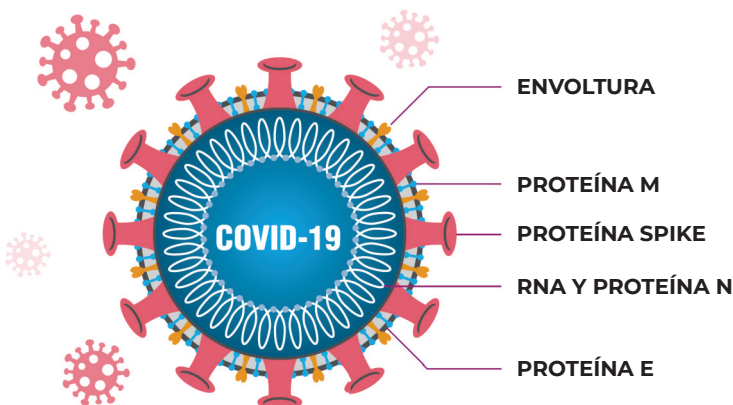 ENVOLTURA
PROTEÍNA M
COVID-19
PROTEÍNA SPIKE
RNA Y PROTEÍNA N
PROTEÍNA E